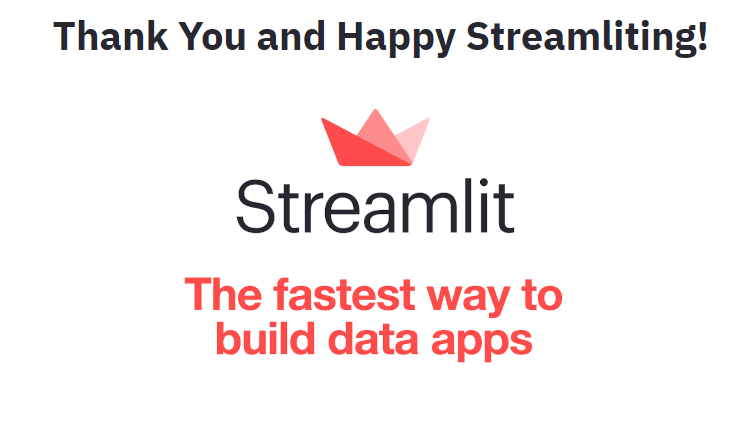 Thank You and Happy Streamliting!
Streamlit
The fastest way to
build data apps